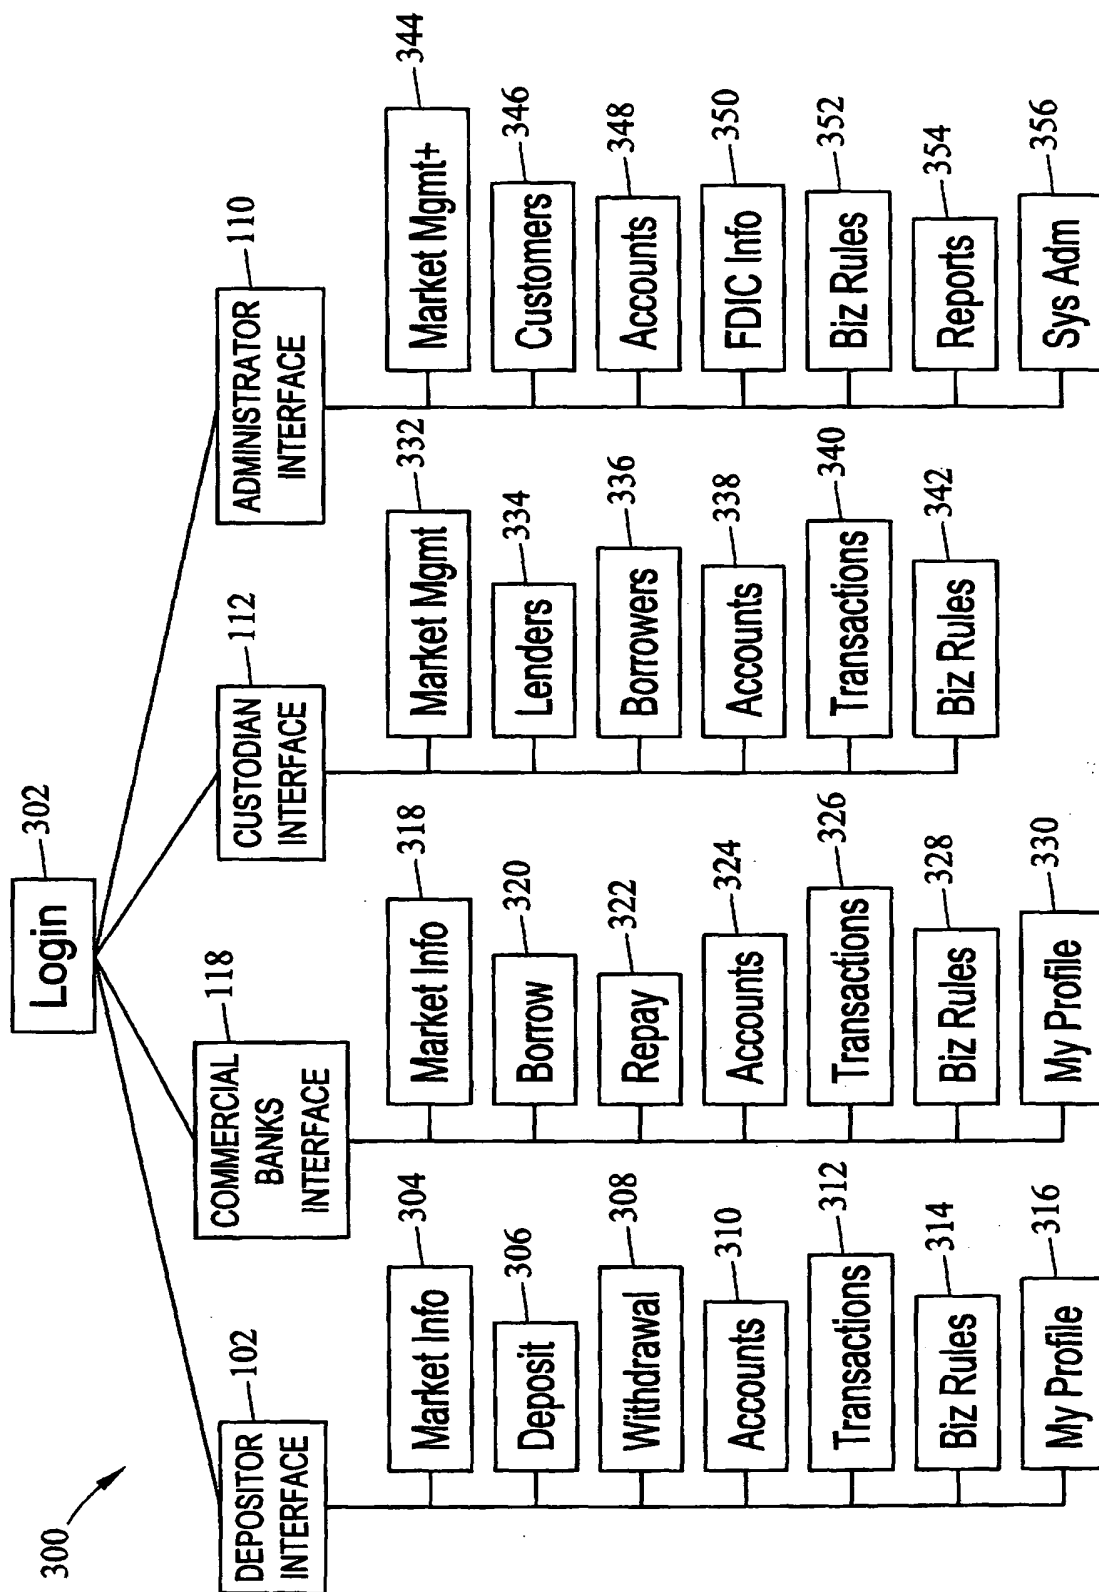 300
Login
302
DEPOSITOR
INTERFACE
102
COMMERCIAL
BANKS
INTERFACE
118
CUSTODIAN
INTERFACE
112
ADMINISTRATOR
INTERFACE
110
Market Info
304
Deposit
306
Withdrawal
308
Accounts
310
Transactions
312
Biz Rules
314
My Profile
316
Market Info
318
Borrow
320
Repay
322
Accounts
324
Transactions
326
Biz Rules
328
My Profile
330
Market Mgmt
332
Lenders
334
Borrowers
336
Accounts
338
Transactions
340
Biz Rules
342
Market Mgmt+
344
Customers
346
Accounts
348
FDIC Info
350
Biz Rules
352
Reports
354
Sys Adm
356